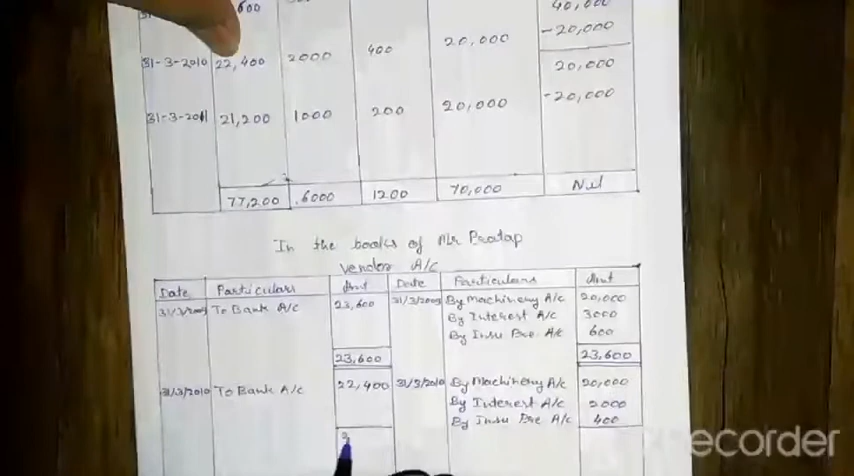 600 40,000
-20,000
31-3-2010 22,400 2000 400 20,000 20,000
31-3-2011 21,200 1000 200 20,000 -20,000
77,200 6000 1200 70,000 Nil
In the books of Mr Pratap
Vendor A/C
Date Particulars Amt Date Particulars Amt
31/3/2009 To Bank A/c 23,600 31/3/2009 By Machinery A/c 20,000
By Interest A/c 3000
By Insu Pre A/c 600
23,600 23,600
31/3/2010 To Bank A/c 22,400 31/3/2010 By Machinery A/c 20,000
By Interest A/c 2000
By Insu Pre A/c 400
Recorder